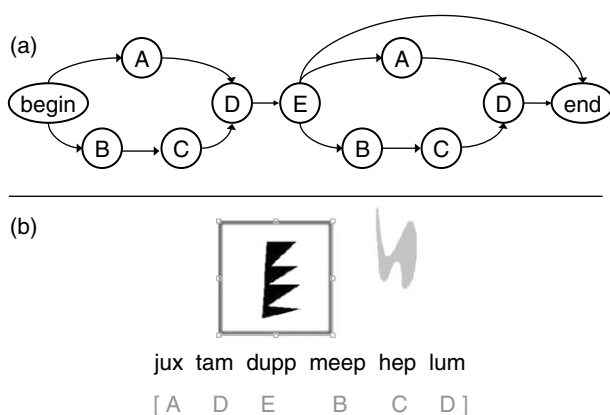 (a)
A A
begin D E D end
B C B C
(b)
jux tam dupp meep hep lum
[ A D E B C D ]